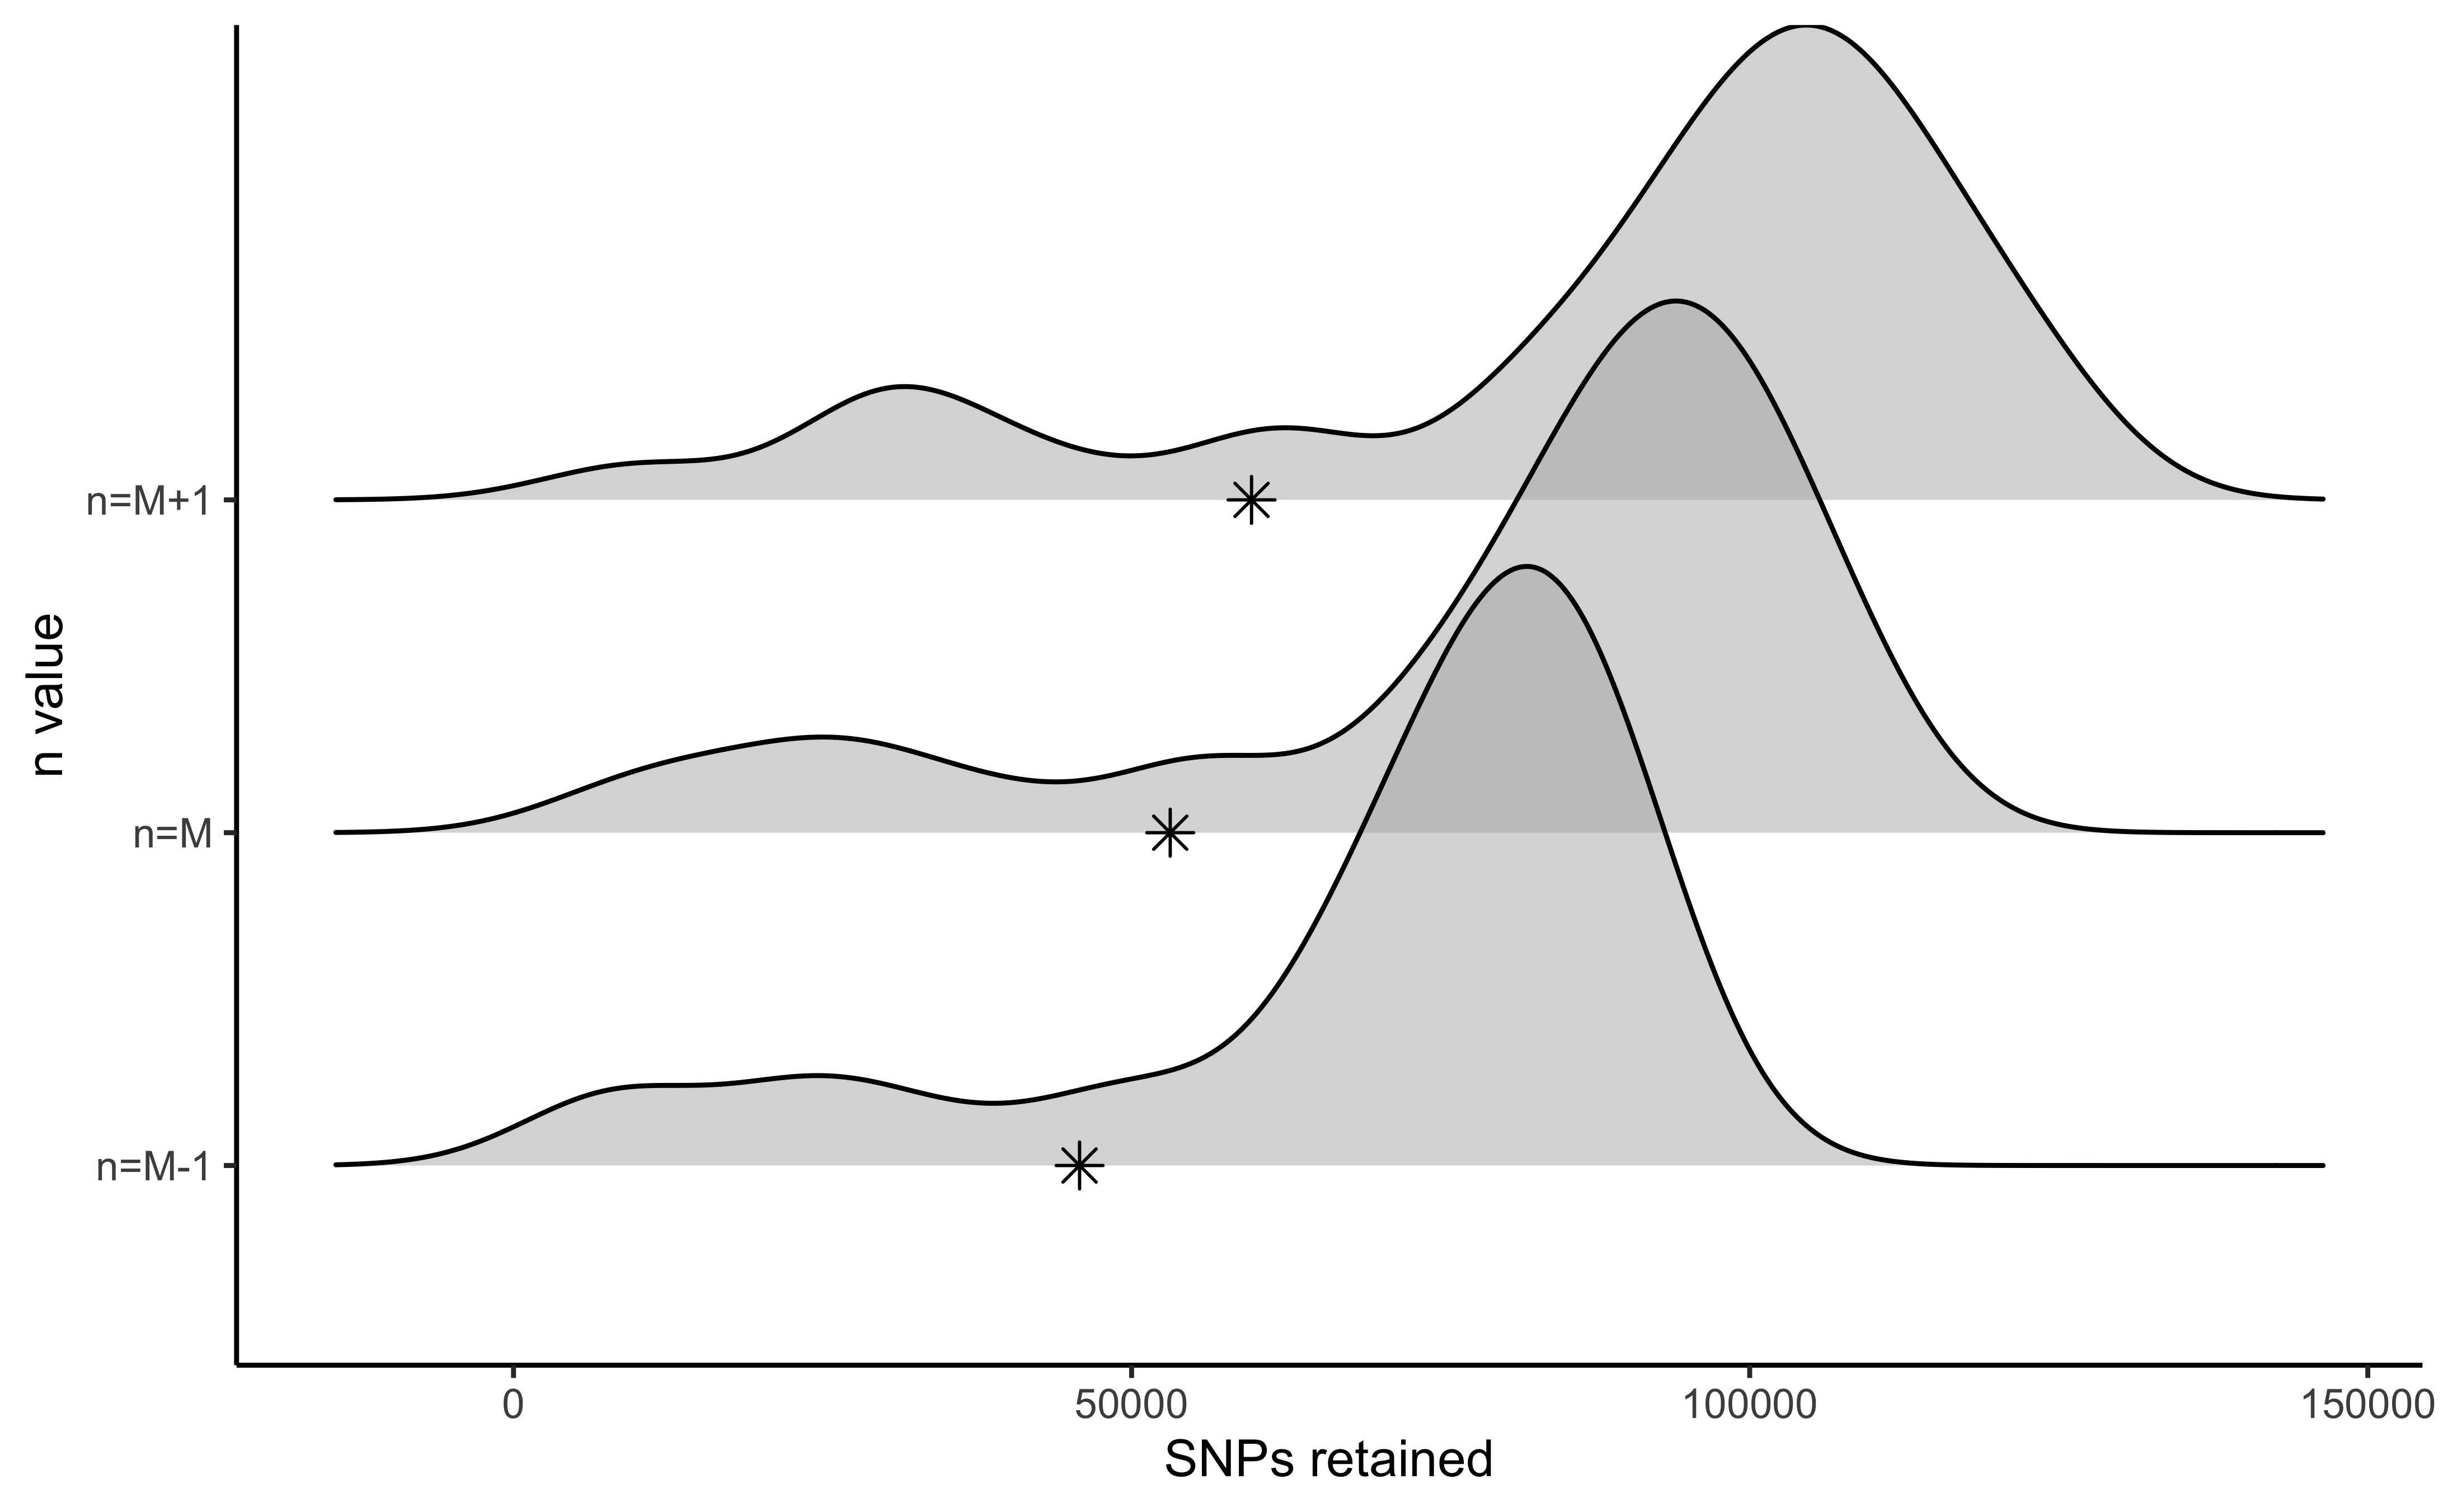 n value
n=M+1
n=M
n=M-1
0 50000 100000 150000
SNPs retained